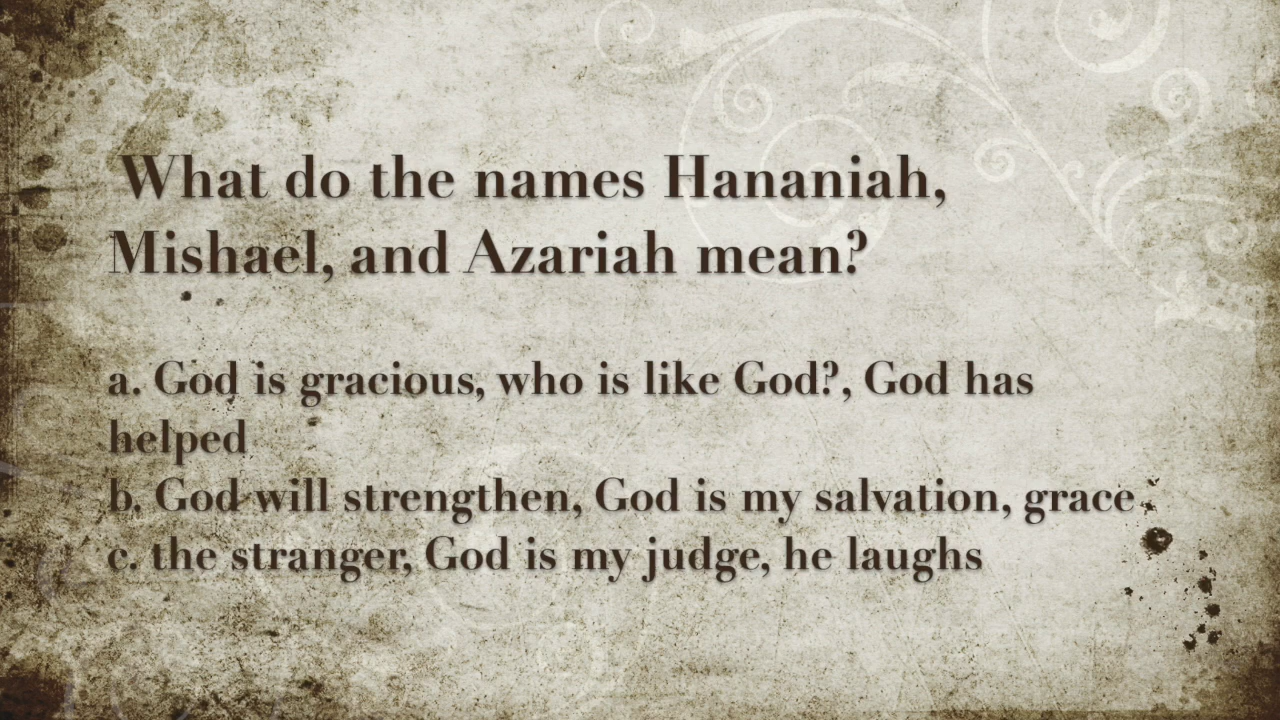 What do the names Hananiah,
Mishael, and Azariah mean?
a. God is gracious, who is like God?, God has
helped
b. God will strengthen, God is my salvation, grace
c. the stranger, God is my judge, he laughs